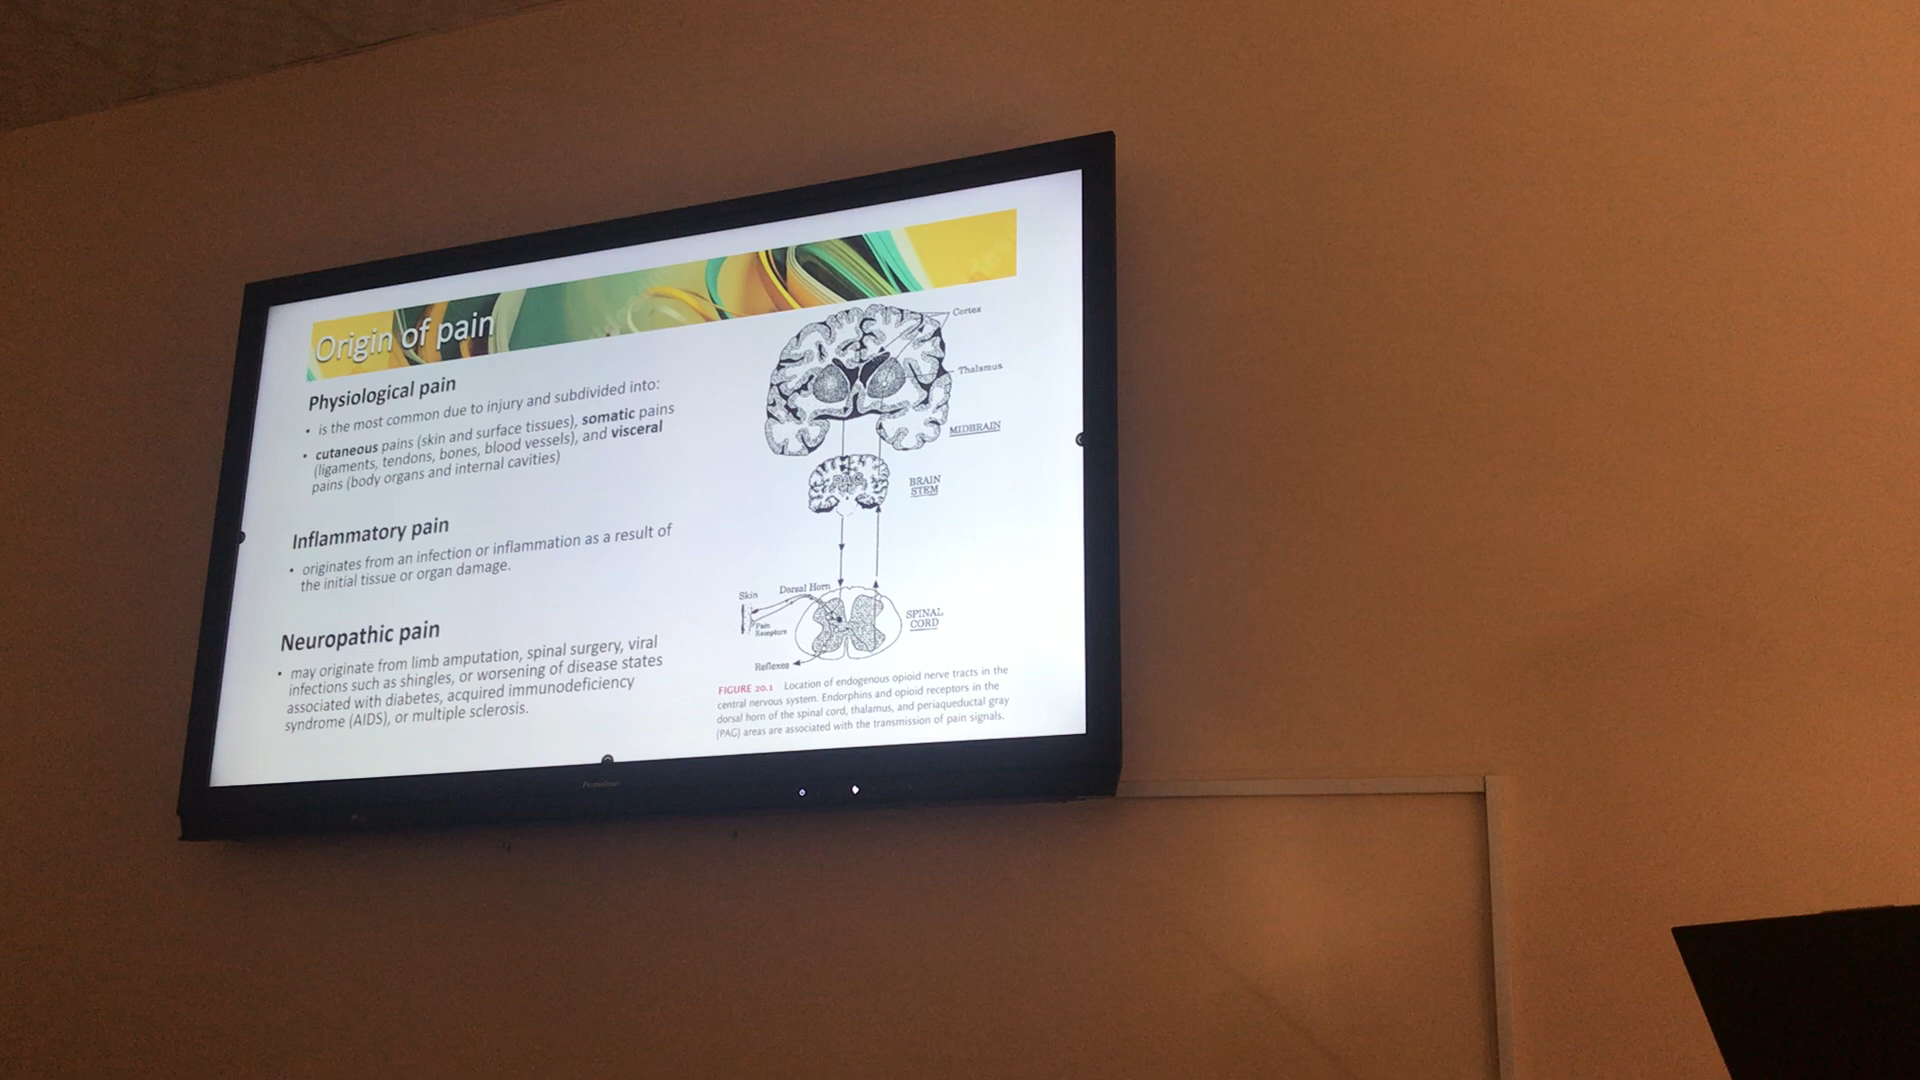 Origin of pain
Physiological pain
• is the most common due to injury and subdivided into:
• cutaneous pains (skin and surface tissues), somatic pains
(ligaments, tendons, bones, blood vessels), and visceral
pains (body organs and internal cavities)
Inflammatory pain
• originates from an infection or inflammation as a result of
the initial tissue or organ damage.
Neuropathic pain
• may originate from limb amputation, spinal surgery, viral
infections such as shingles, or worsening of disease states
associated with diabetes, acquired immunodeficiency
syndrome (AIDS), or multiple sclerosis.
Cortex
Thalamus
MIDBRAIN
PAG
BRAIN
STEM
Skin
Dorsal Horn
Pain
Receptors
SPINAL
CORD
Reflexes
FIGURE 20.1 Location of endogenous opioid nerve tracts in the
central nervous system. Endorphins and opioid receptors in the
dorsal horn of the spinal cord, thalamus, and periaqueductal gray
(PAG) areas are associated with the transmission of pain signals.
Promethean